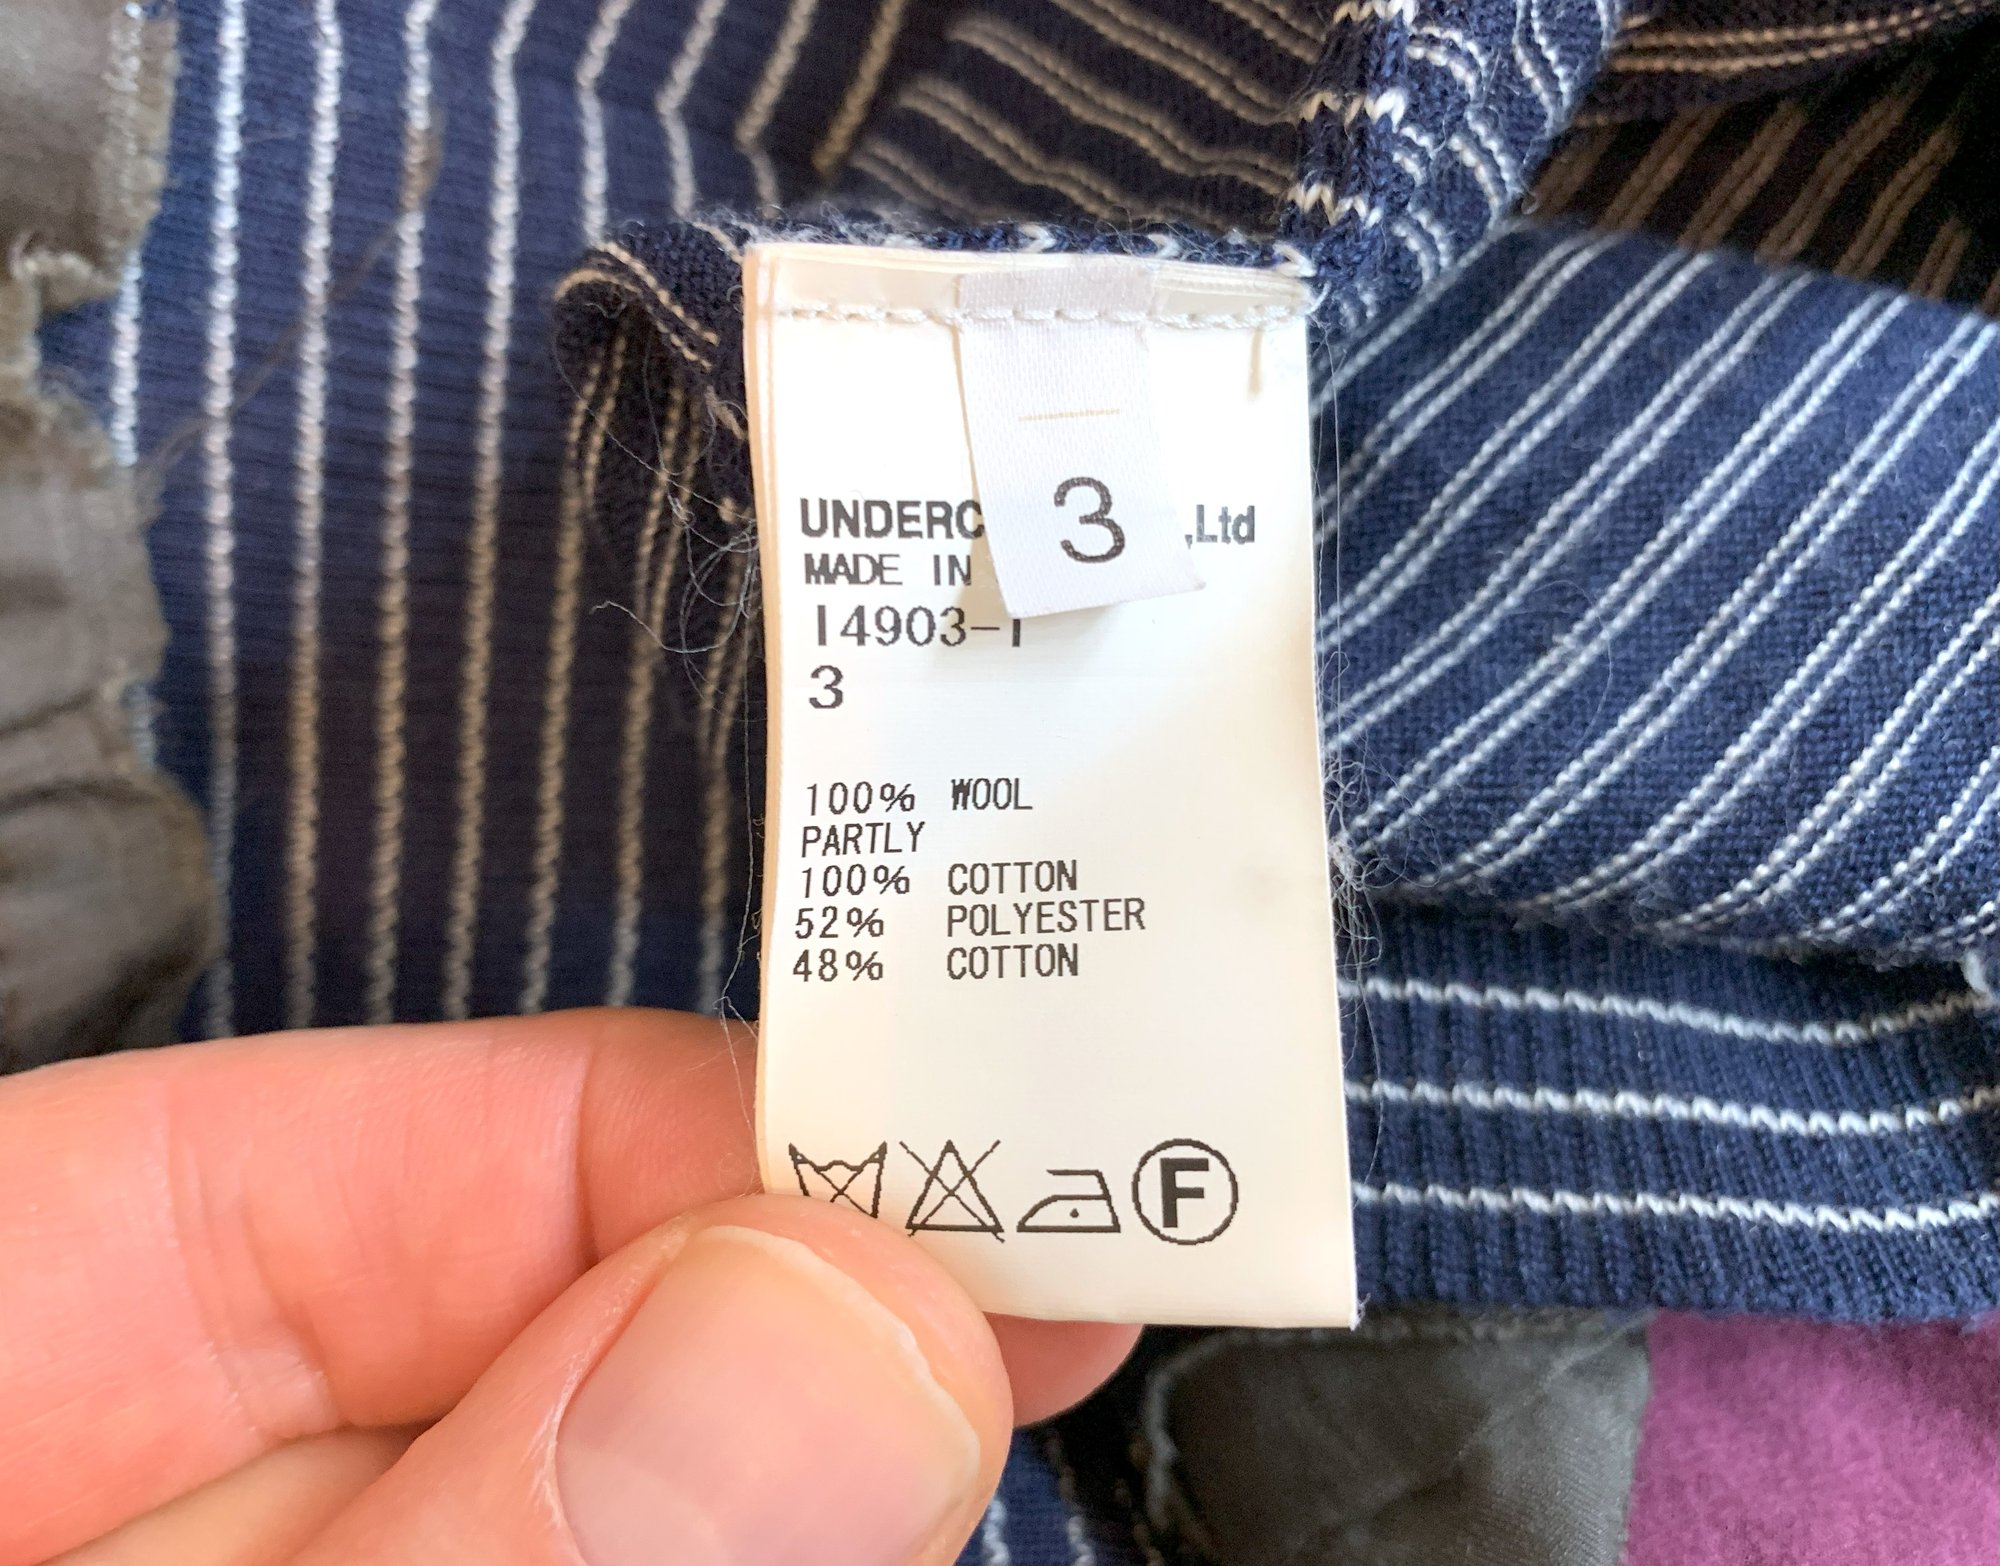 3
UNDERC ,Ltd
MADE IN
14903-1
3
100% WOOL
PARTLY
100% COTTON
52% POLYESTER
48% COTTON
F